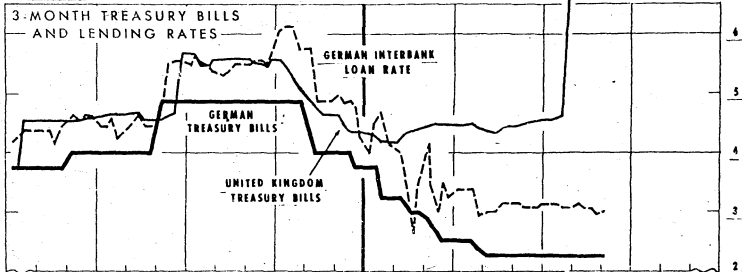 3-MONTH TREASURY BILLS
AND LENDING RATES
GERMAN INTERBANK
LOAN RATE
GERMAN
TREASURY BILLS
UNITED KINGDOM
TREASURY BILLS
6
5
4
3
2